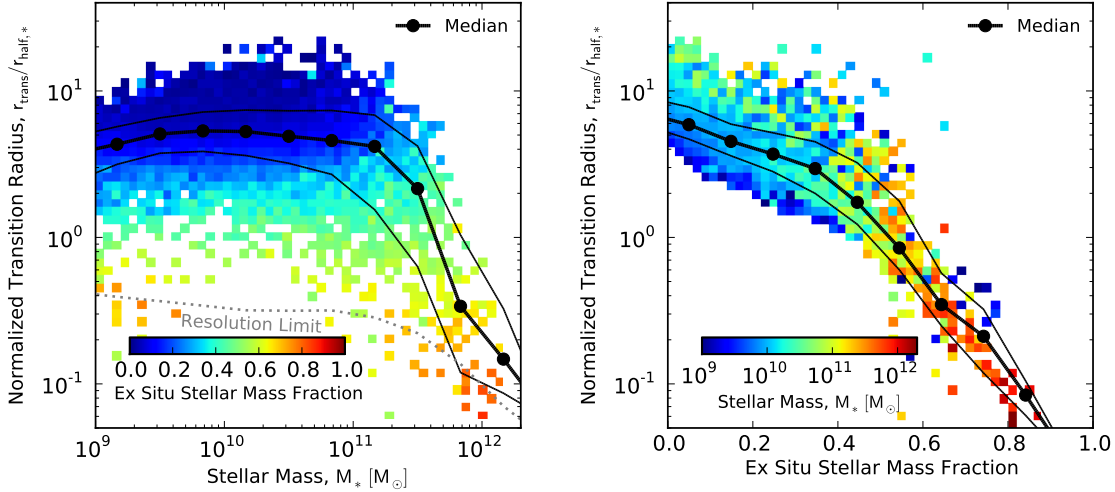 Normalized Transition Radius, r_trans/r_half,*
10^1
10^0
10^-1
Median
Resolution Limit
0.0 0.2 0.4 0.6 0.8 1.0
Ex Situ Stellar Mass Fraction
10^9 10^10 10^11 10^12
Stellar Mass, M_* [M_⊙]
Normalized Transition Radius, r_trans/r_half,*
10^1
10^0
10^-1
Median
10^9 10^10 10^11 10^12
Stellar Mass, M_* [M_⊙]
0.0 0.2 0.4 0.6 0.8 1.0
Ex Situ Stellar Mass Fraction